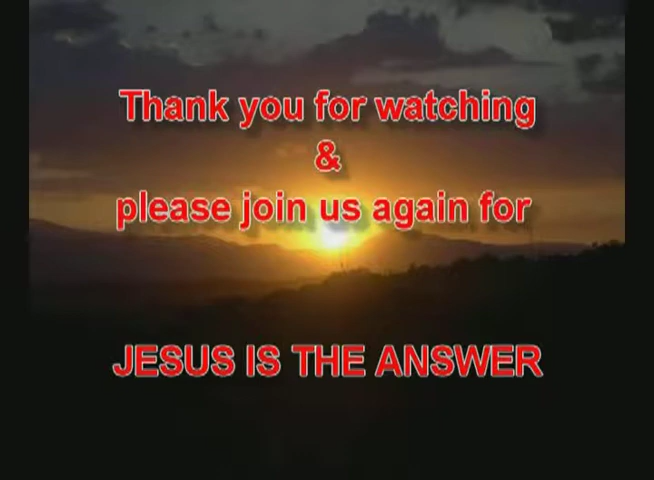 Thank you for watching
&
please join us again for
JESUS IS THE ANSWER